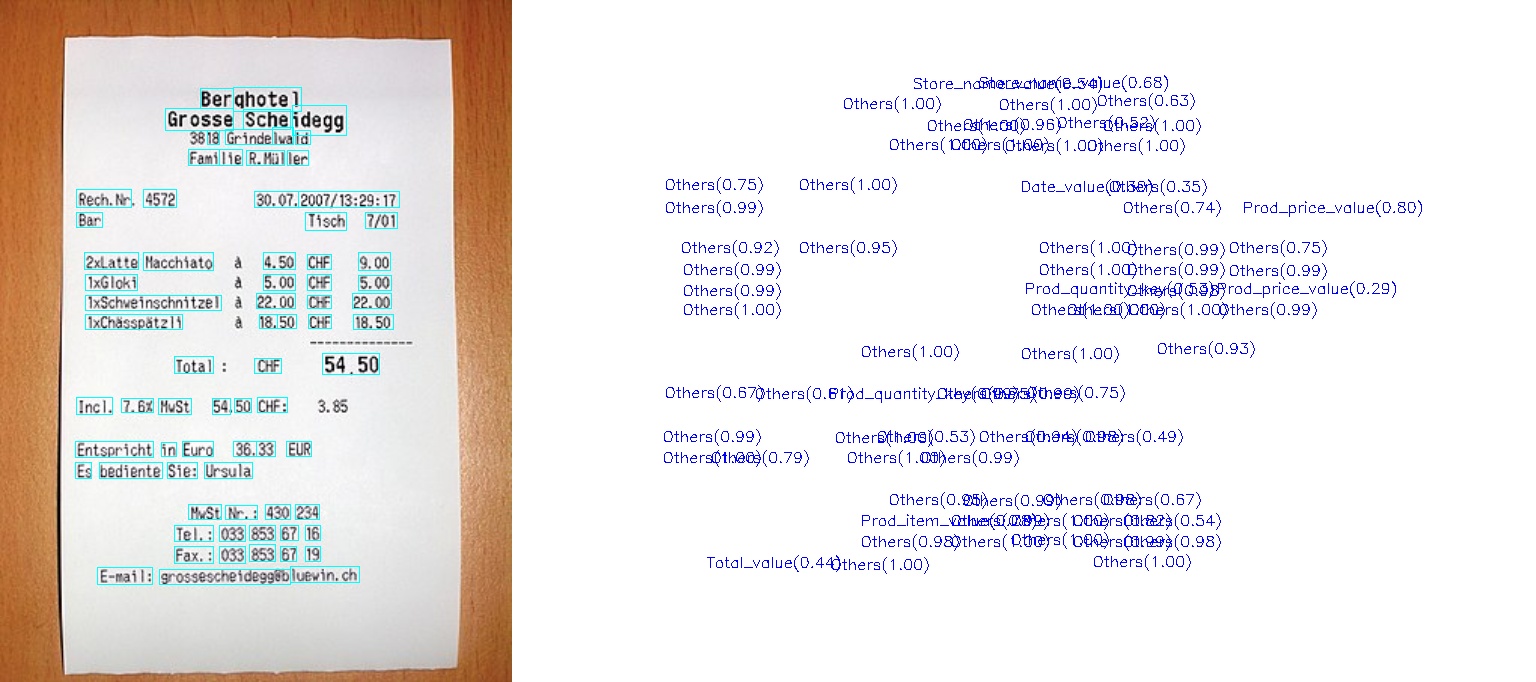 Berghotel
Grosse Scheidegg
3818 Grindelwald
Familie R.Müller
Rech.Nr. 4572 30.07.2007/13:29:17
Bar Tisch 7/01
2xLatte Macchiato à 4.50 CHF 9.00
1xGloki à 5.00 CHF 5.00
1xSchweinschnitzel à 22.00 CHF 22.00
1xChässpätzli à 18.50 CHF 18.50
--------------
Total : CHF 54.50
Incl. 7.6% MwSt 54.50 CHF: 3.85
Entspricht in Euro 36.33 EUR
Es bediente Sie: Ursula
MwSt Nr.: 430 234
Tel.: 033 853 67 16
Fax.: 033 853 67 19
E-mail: grossescheidegg@bluewin.ch
Store_name_value(0.54) Store_name_value(0.68)
Others(1.00) Others(1.00) Others(0.63)
Others(1.00) Others(0.96) Others(0.52) Others(1.00)
Others(1.00) Others(1.00) Others(1.00) Others(1.00)
Others(0.75) Others(1.00) Date_value(0.39) Others(0.35)
Others(0.99) Others(0.74) Prod_price_value(0.80)
Others(0.92) Others(0.95) Others(1.00) Others(0.99) Others(0.75)
Others(0.99) Others(1.00) Others(0.99) Others(0.99)
Others(0.99) Prod_quantity_key(0.53) Others(0.98) Prod_price_value(0.29)
Others(1.00) Others(1.00) Others(1.00) Others(1.00) Others(0.99)
Others(1.00) Others(1.00) Others(0.93)
Others(0.67) Others(0.61) Others(0.75)
Others(0.99) Others(1.00) Others(0.53) Others(0.94) Others(0.98) Others(0.49)
Others(1.00) Others(0.79) Others(1.00) Others(0.99)
Others(0.95) Others(0.99) Others(0.98) Others(0.67)
Others(1.00) Others(0.82) Others(0.54)
Others(0.98) Others(1.00) Others(1.00) Others(0.99) Others(0.98)
Total_value(0.44) Others(1.00) Others(1.00)